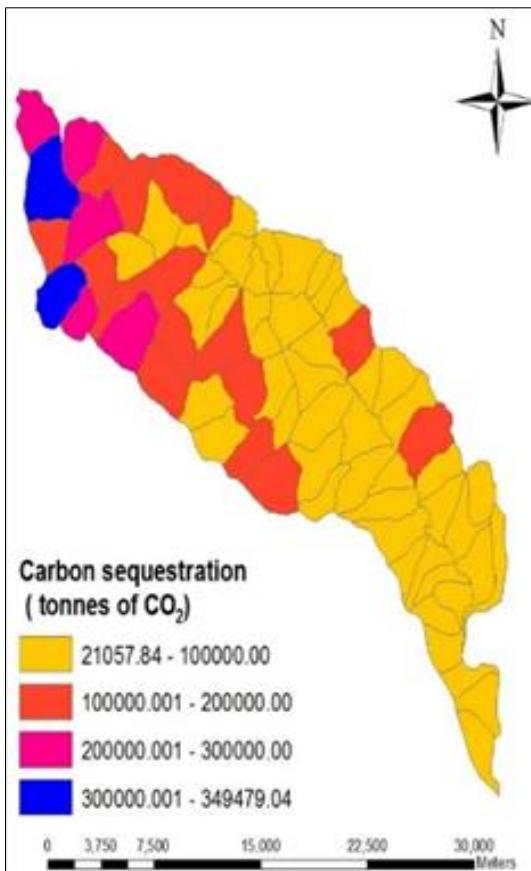 N
Carbon sequestration
( tonnes of CO₂)
21057.84 - 100000.00
100000.001 - 200000.00
200000.001 - 300000.00
300000.001 - 349479.04
0 3,750 7,500 15,000 22,500 30,000
Meters